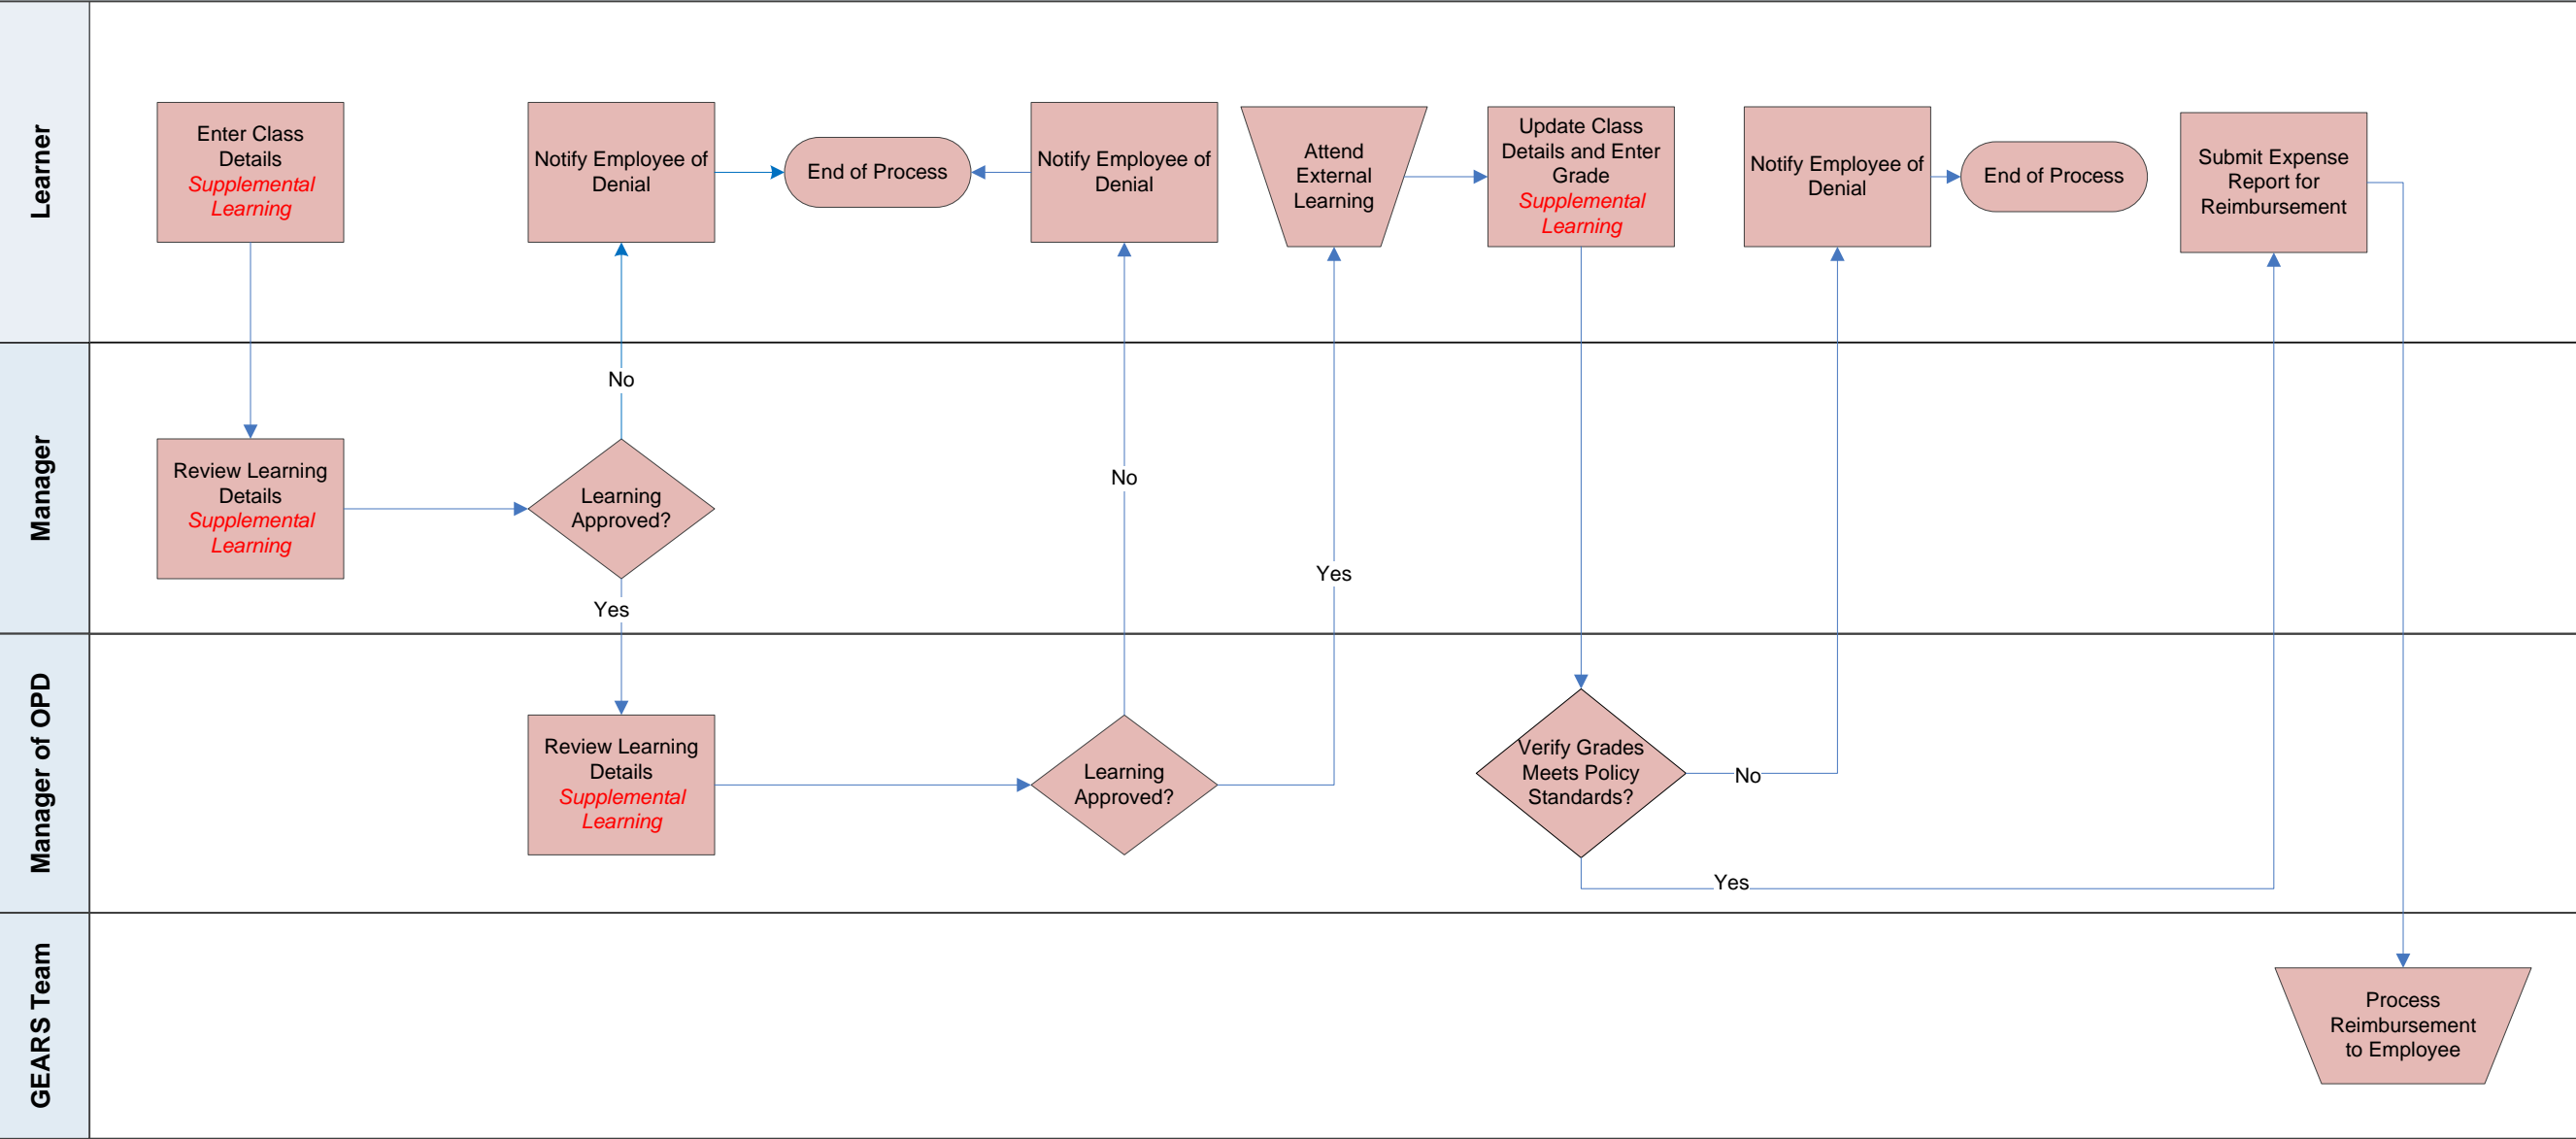 Learner
Enter Class
Details
Supplemental
Learning
Notify Employee of
Denial
End of Process
Notify Employee of
Denial
Attend
External
Learning
Update Class
Details and Enter
Grade
Supplemental
Learning
Notify Employee of
Denial
End of Process
Submit Expense
Report for
Reimbursement
Manager
Review Learning
Details
Supplemental
Learning
No
Learning
Approved?
Yes
No
Yes
Manager of OPD
Review Learning
Details
Supplemental
Learning
Learning
Approved?
Verify Grades
Meets Policy
Standards?
No
Yes
GEARS Team
Process
Reimbursement
to Employee